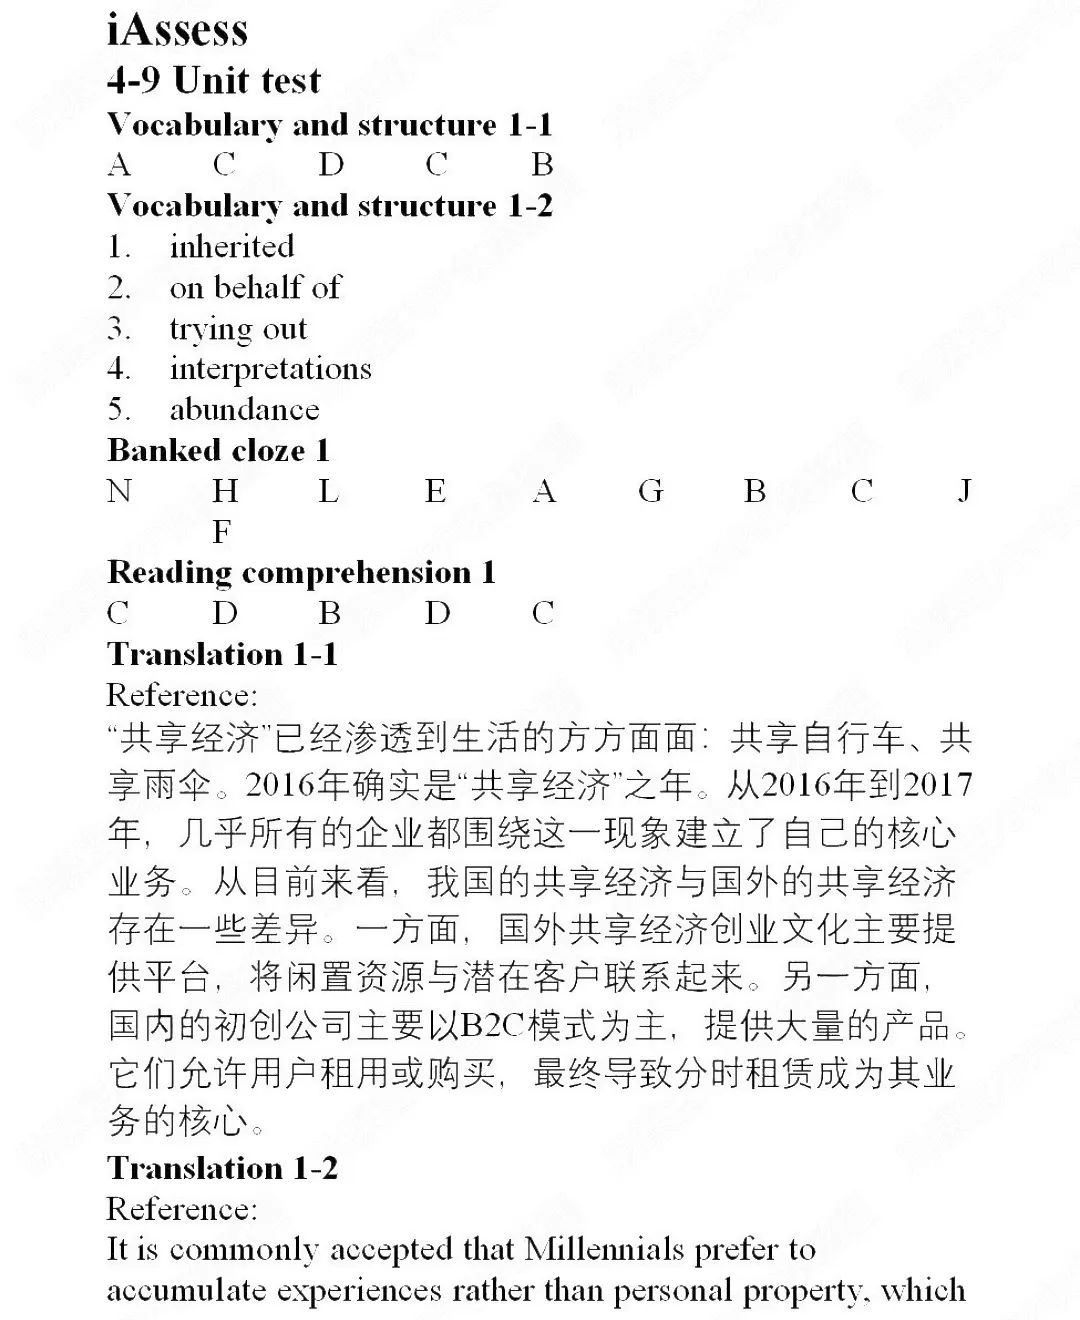 iAssess
4-9 Unit test
Vocabulary and structure 1-1
A C D C B
Vocabulary and structure 1-2
1. inherited
2. on behalf of
3. trying out
4. interpretations
5. abundance
Banked cloze 1
N H L E A G B C J
F
Reading comprehension 1
C D B D C
Translation 1-1
Reference:
“共享经济”已经渗透到生活的方方面面：共享自行车、共
享雨伞。2016年确实是“共享经济”之年。从2016年到2017
年，几乎所有的企业都围绕这一现象建立了自己的核心
业务。从目前来看，我国的共享经济与国外的共享经济
存在一些差异。一方面，国外共享经济创业文化主要提
供平台，将闲置资源与潜在客户联系起来。另一方面，
国内的初创公司主要以B2C模式为主，提供大量的产品。
它们允许用户租用或购买，最终导致分时租赁成为其业
务的核心。
Translation 1-2
Reference:
It is commonly accepted that Millennials prefer to
accumulate experiences rather than personal property, which